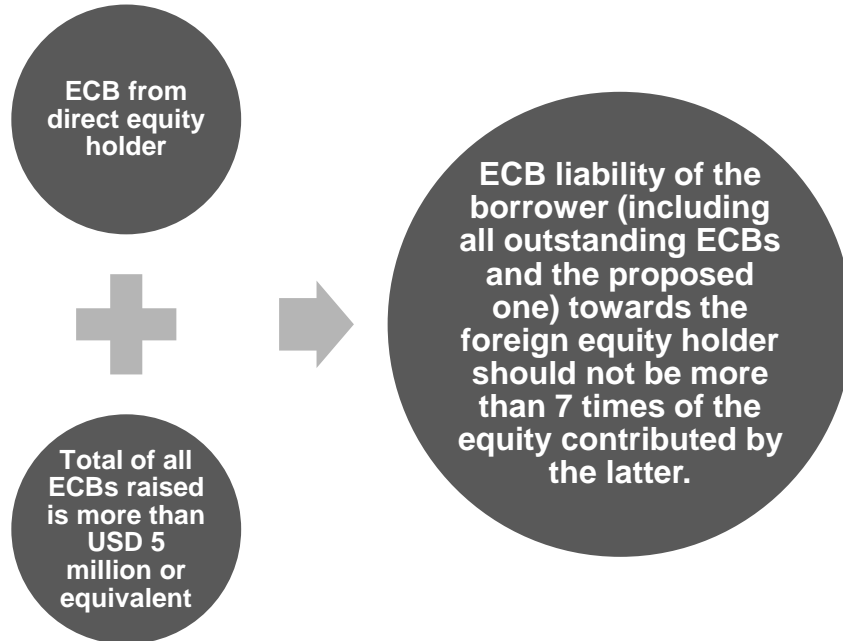 ECB from
direct equity
holder
Total of all
ECBs raised
is more than
USD 5
million or
equivalent
ECB liability of the
borrower (including
all outstanding ECBs
and the proposed
one) towards the
foreign equity holder
should not be more
than 7 times of the
equity contributed by
the latter.